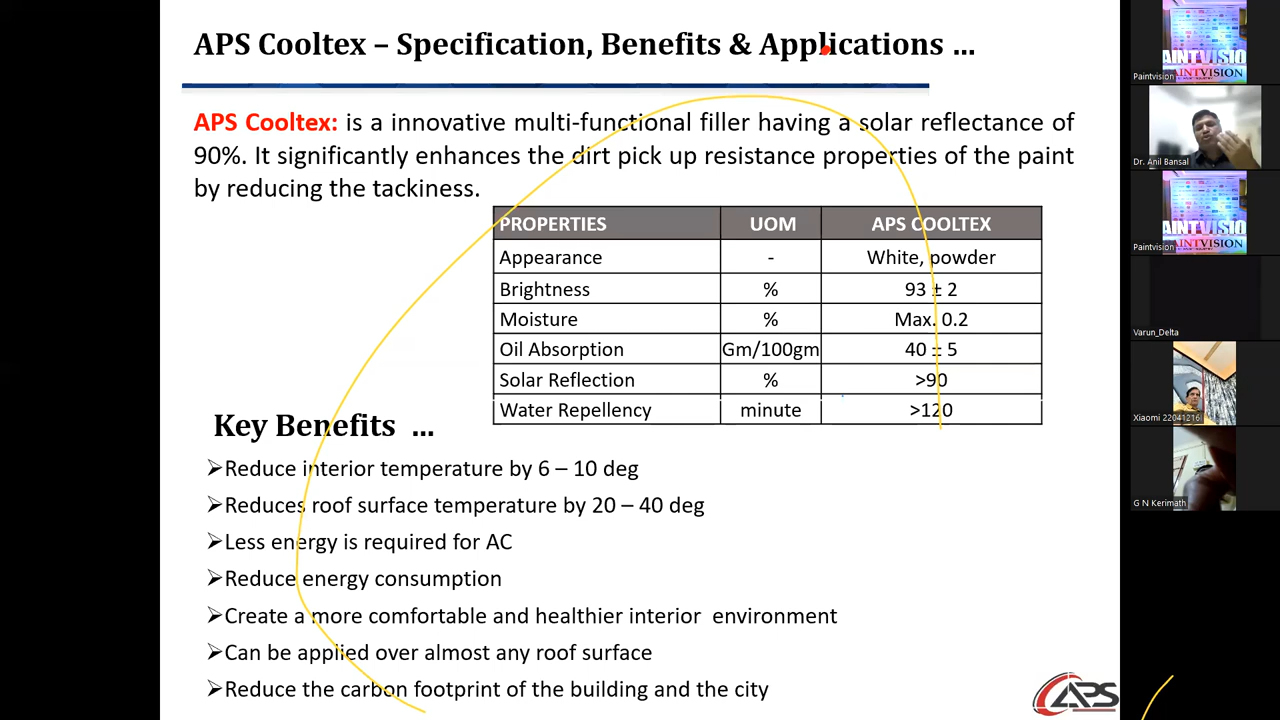 APS Cooltex – Specification, Benefits & Applications ...
APS Cooltex: is a innovative multi-functional filler having a solar reflectance of
90%. It significantly enhances the dirt pick up resistance properties of the paint
by reducing the tackiness.
PROPERTIES UOM APS COOLTEX
Appearance - White, powder
Brightness % 93 ± 2
Moisture % Max. 0.2
Oil Absorption Gm/100gm 40 ± 5
Solar Reflection % >90
Water Repellency minute >120
Key Benefits ...
➢Reduce interior temperature by 6 – 10 deg
➢Reduces roof surface temperature by 20 – 40 deg
➢Less energy is required for AC
➢Reduce energy consumption
➢Create a more comfortable and healthier interior environment
➢Can be applied over almost any roof surface
➢Reduce the carbon footprint of the building and the city
APS
AINTVISIO
AINTVISION
Paintvision
Dr. Anil Bansal
AINTVISIO
AINTVISION
Paintvision
Varun_Delta
Xiaomi 22041216
G N Kerimath